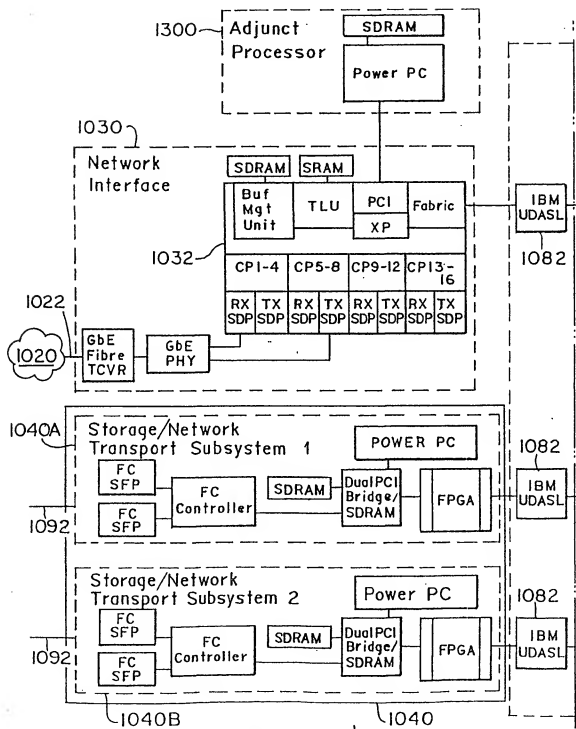 1300
Adjunct
Processor
SDRAM
Power PC
1030
Network
Interface
SDRAM
SRAM
Buf
Mgt
Unit
TLU
PCI
XP
Fabric
1032
CP1-4
CP5-8
CP9-12
CP13-
16
RX
SDP
TX
SDP
RX
SDP
TX
SDP
RX
SDP
TX
SDP
RX
SDP
TX
SDP
IBM
UDASL
1082
1022
1020
GbE
Fibre
TCVR
GbE
PHY
1040A
Storage/Network
Transport Subsystem 1
POWER PC
FC
SFP
FC
SFP
FC
Controller
SDRAM
Dual PCI
Bridge/
SDRAM
FPGA
1082
IBM
UDASL
1092
Storage/Network
Transport Subsystem 2
Power PC
FC
SFP
FC
SFP
FC
Controller
SDRAM
Dual PCI
Bridge/
SDRAM
FPGA
1082
IBM
UDASL
1092
1040B
1040